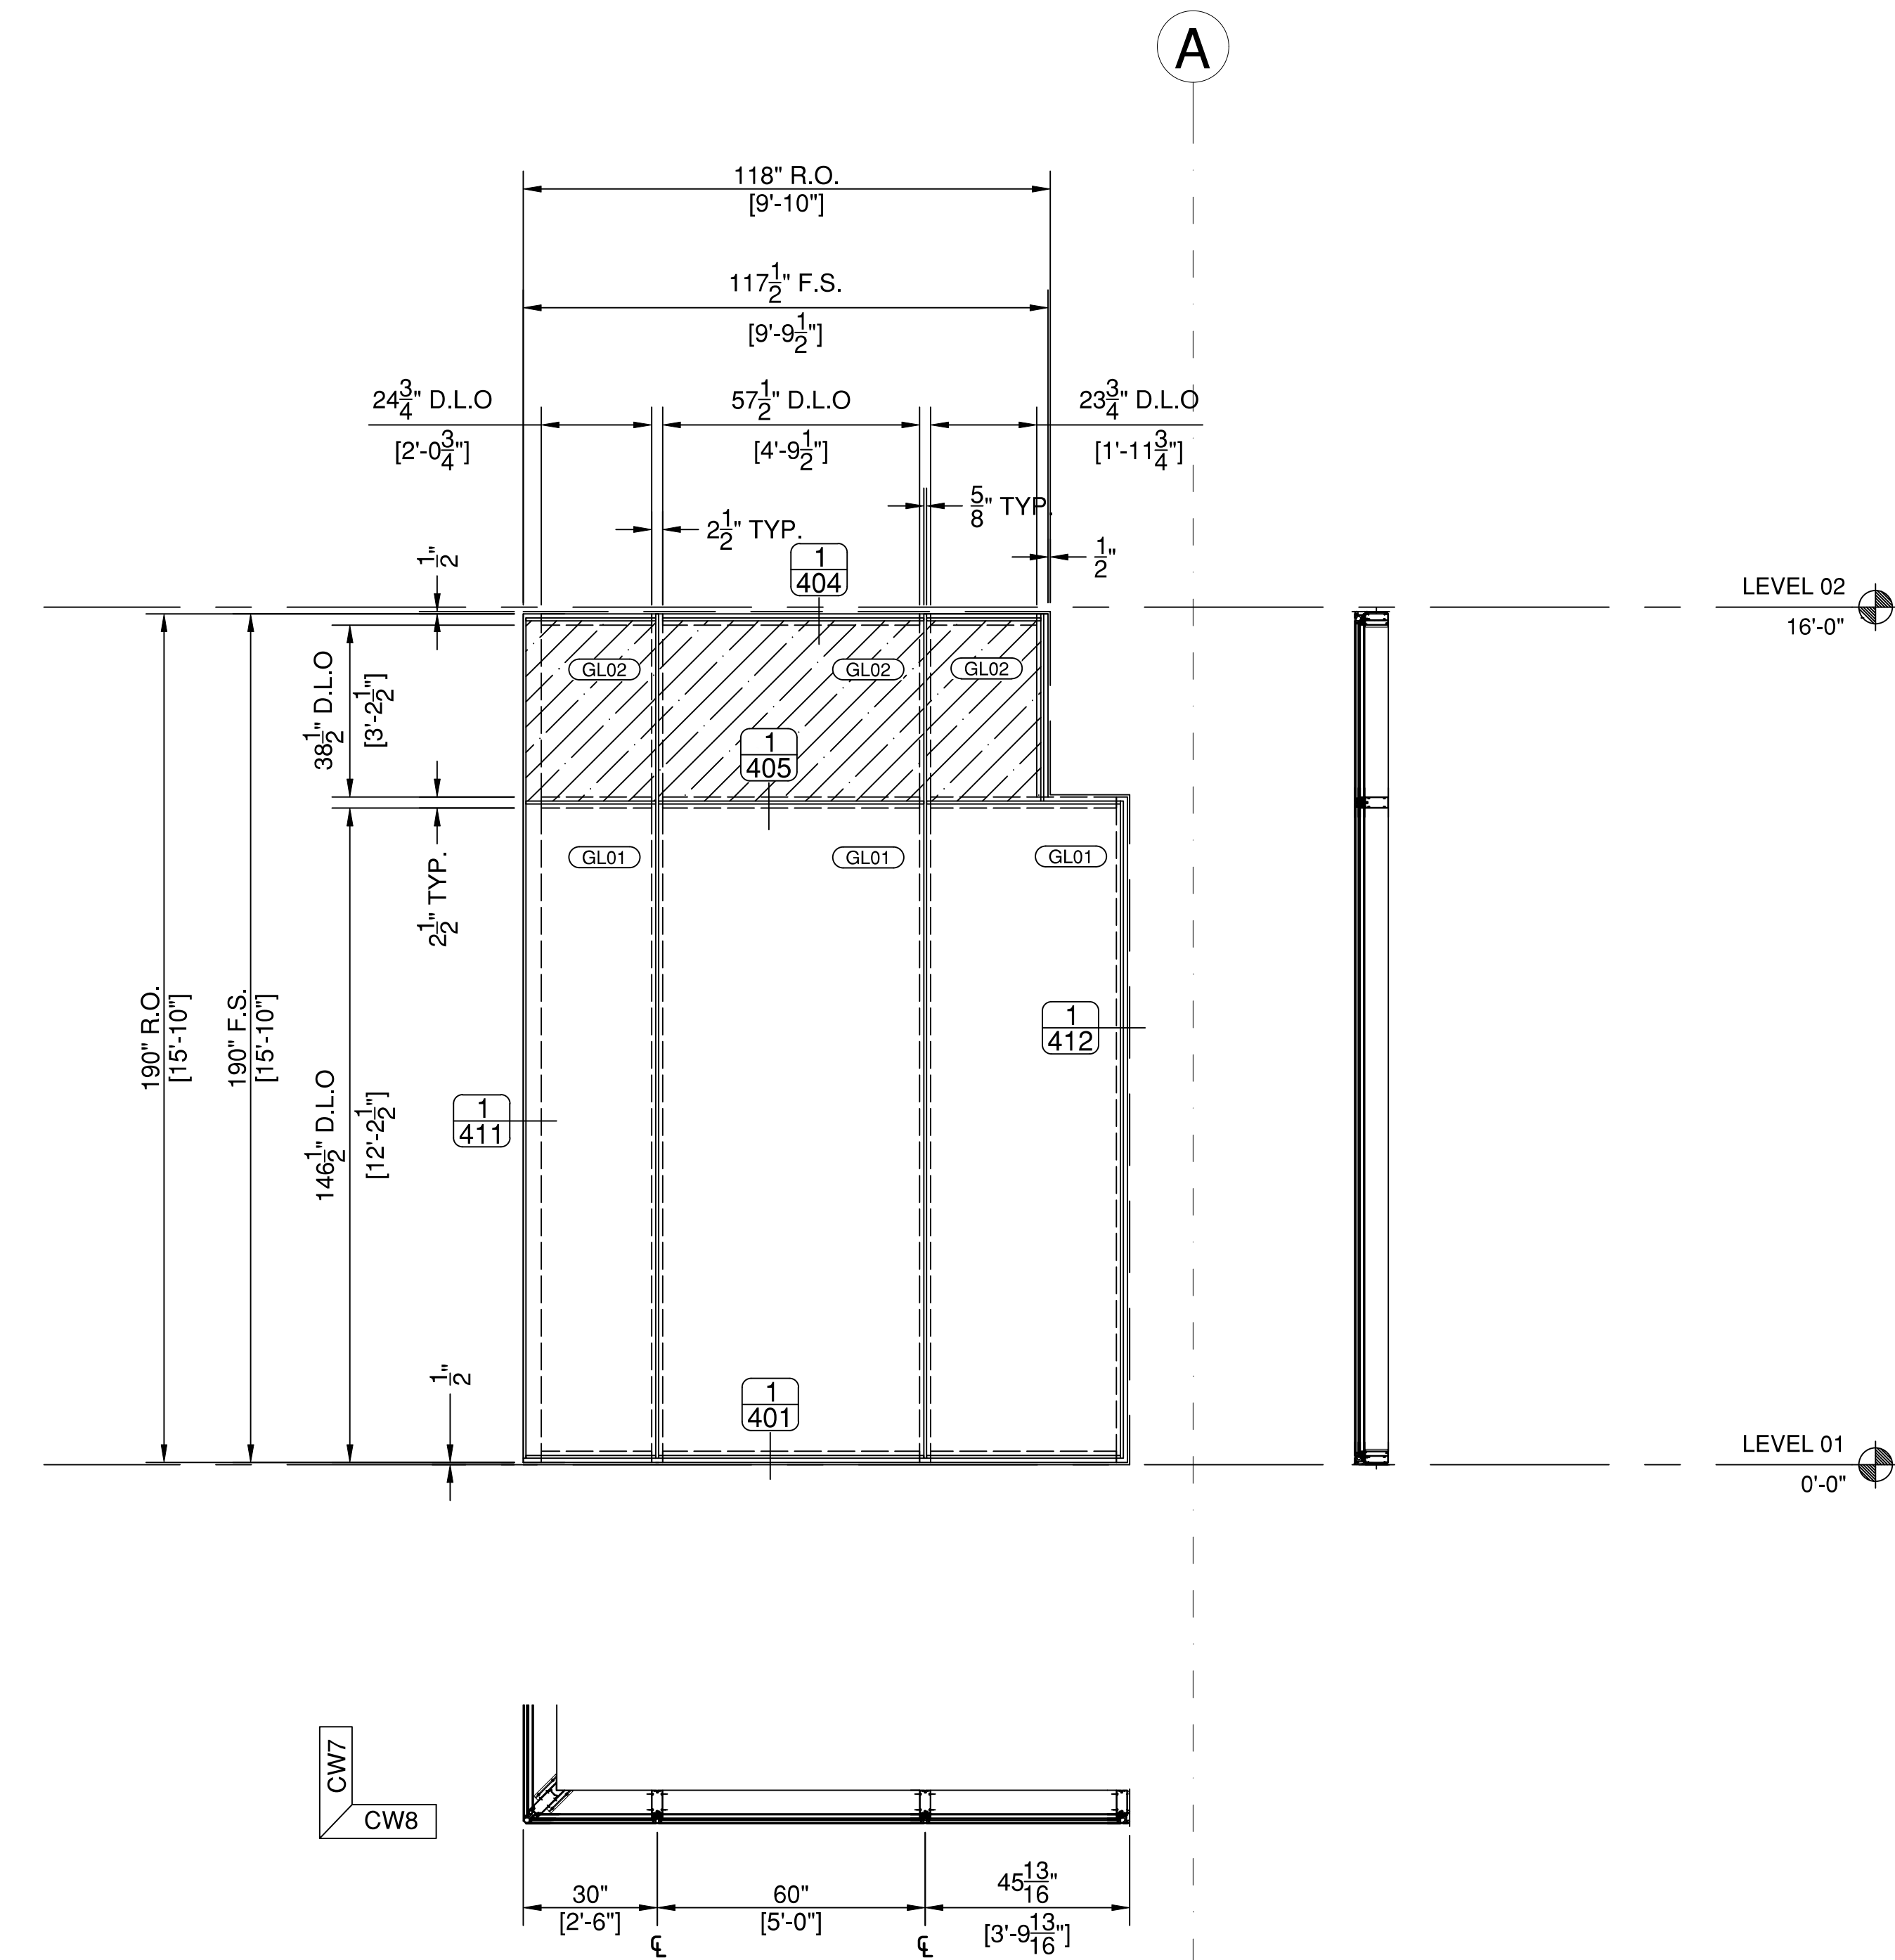 A
118" R.O.
[9'-10"]
117 1/2" F.S.
[9'-9 1/2"]
24 3/4" D.L.O
[2'-0 3/4"]
57 1/2" D.L.O
[4'-9 1/2"]
23 3/4" D.L.O
[1'-11 3/4"]
5/8" TYP.
2 1/2" TYP.
1/2"
1/2"
1
404
LEVEL 02
16'-0"
GL02
GL02
GL02
38 1/2" D.L.O
[3'-2 1/2"]
1
405
GL01
GL01
GL01
2 1/2" TYP.
190" R.O.
[15'-10"]
190" F.S.
[15'-10"]
146 1/2" D.L.O
[12'-2 1/2"]
1
412
1
411
1/2"
1
401
LEVEL 01
0'-0"
CW7
CW8
30"
[2'-6"]
60"
[5'-0"]
45 13/16"
[3'-9 13/16"]
℄
℄